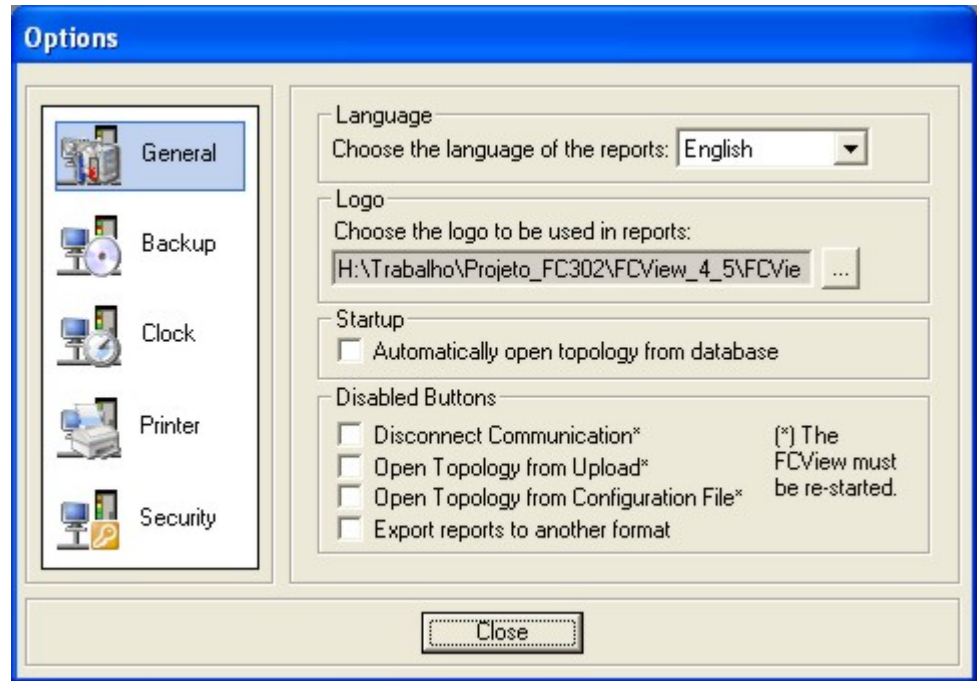 Options
General
Backup
Clock
Printer
Security
Language
Choose the language of the reports: English
Logo
Choose the logo to be used in reports:
H:\Trabalho\Projeto_FC302\FCView_4_5\FCVie ...
Startup
Automatically open topology from database
Disabled Buttons
Disconnect Communication*
Open Topology from Upload*
Open Topology from Configuration File*
Export reports to another format
(*) The
FCView must
be re-started.
Close